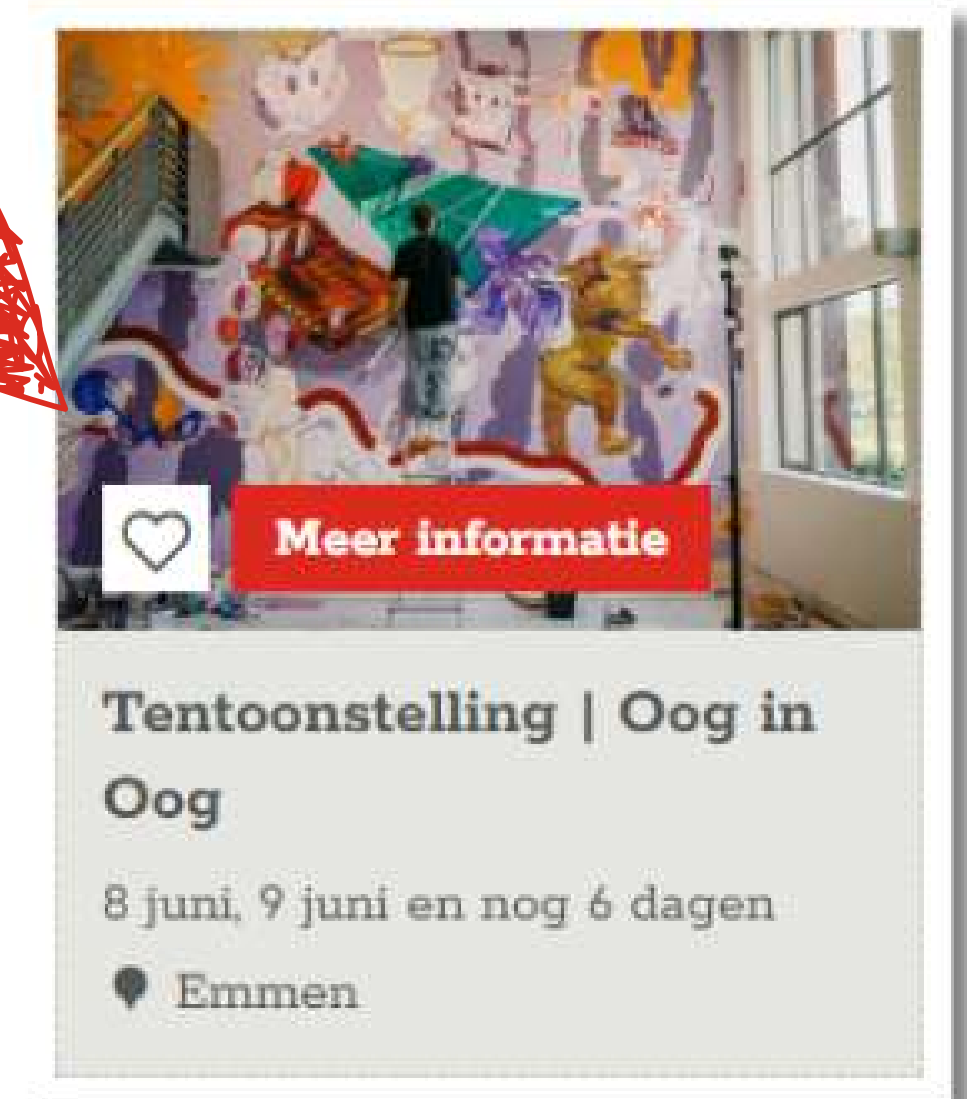 Meer informatie
Tentoonstelling | Oog in
Oog
8 juni, 9 juni en nog 6 dagen
Emmen